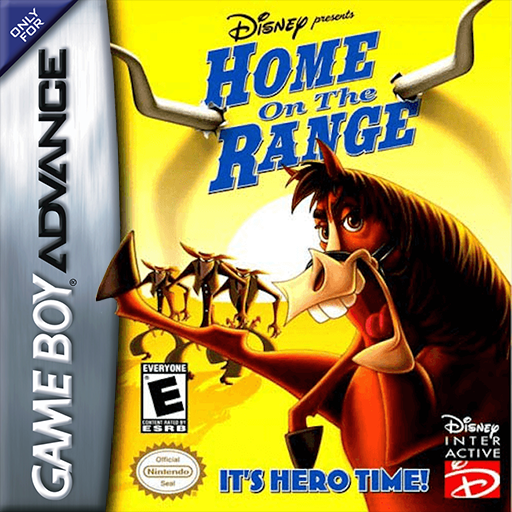 ONLY
FOR
GAME BOY ADVANCE
Disney presents
HOME
On The
RANGE
EVERYONE
E
CONTENT RATED BY
ESRB
Official
Nintendo
Seal
IT'S HERO TIME!
Disney
INTER
ACTIVE
D